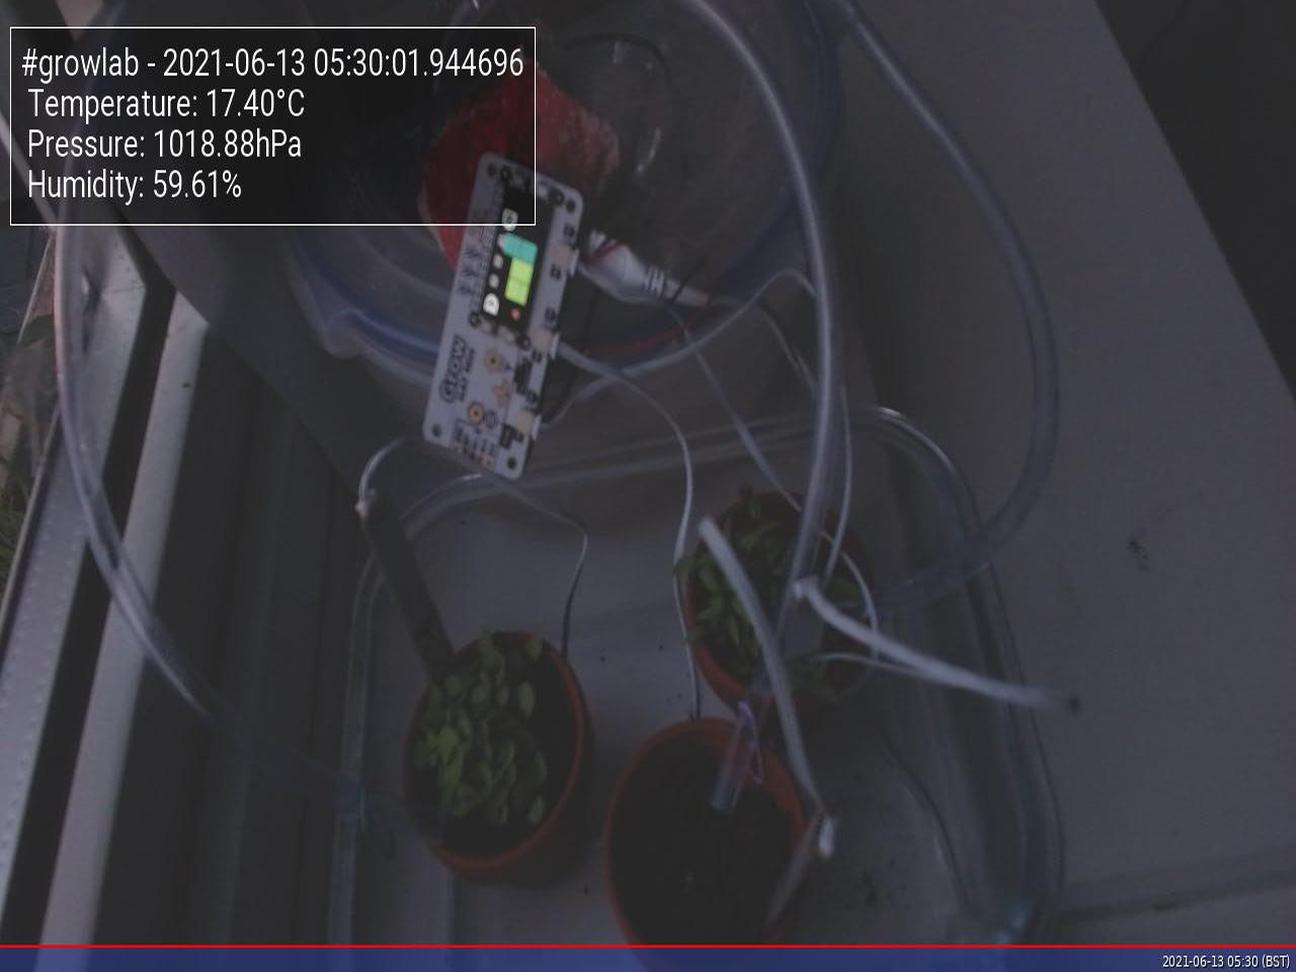 #growlab - 2021-06-13 05:30:01.944696
Temperature: 17.40°C
Pressure: 1018.88hPa
Humidity: 59.61%
GROW
2021-06-13 05:30 (BST)